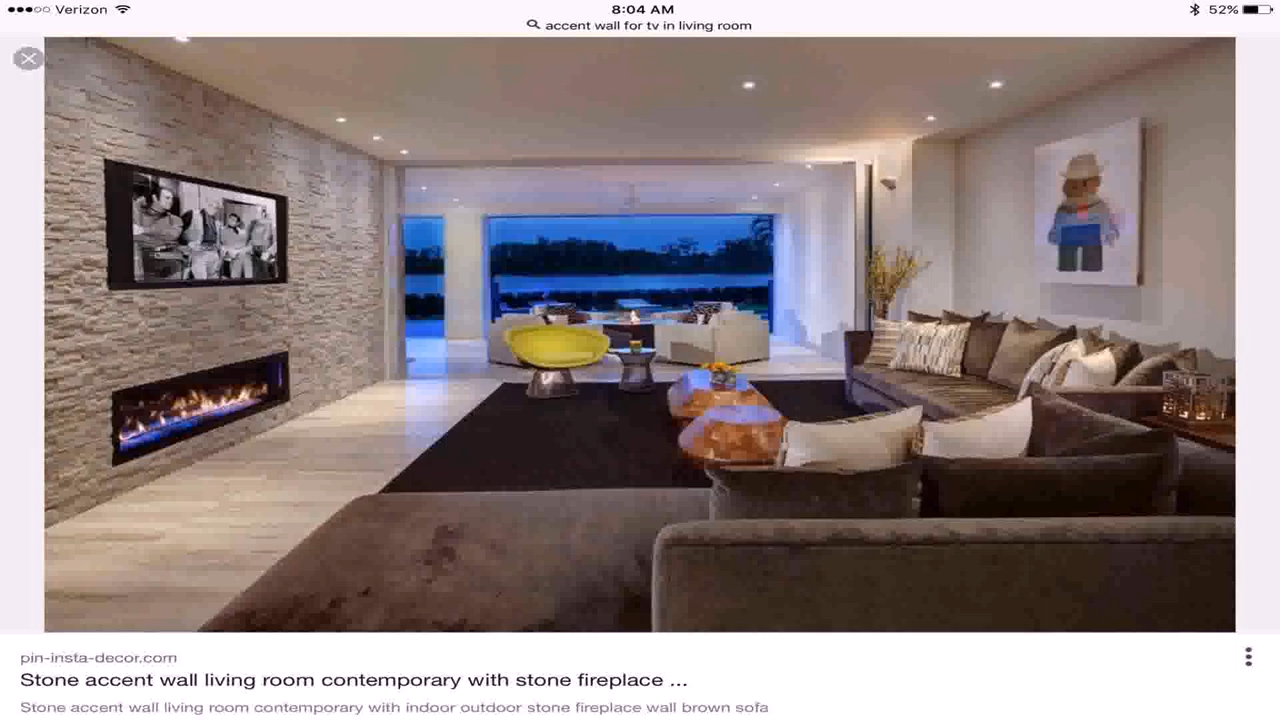 Verizon 8:04 AM 52%
accent wall for tv in living room
pin-insta-decor.com
Stone accent wall living room contemporary with stone fireplace ...
Stone accent wall living room contemporary with indoor outdoor stone fireplace wall brown sofa